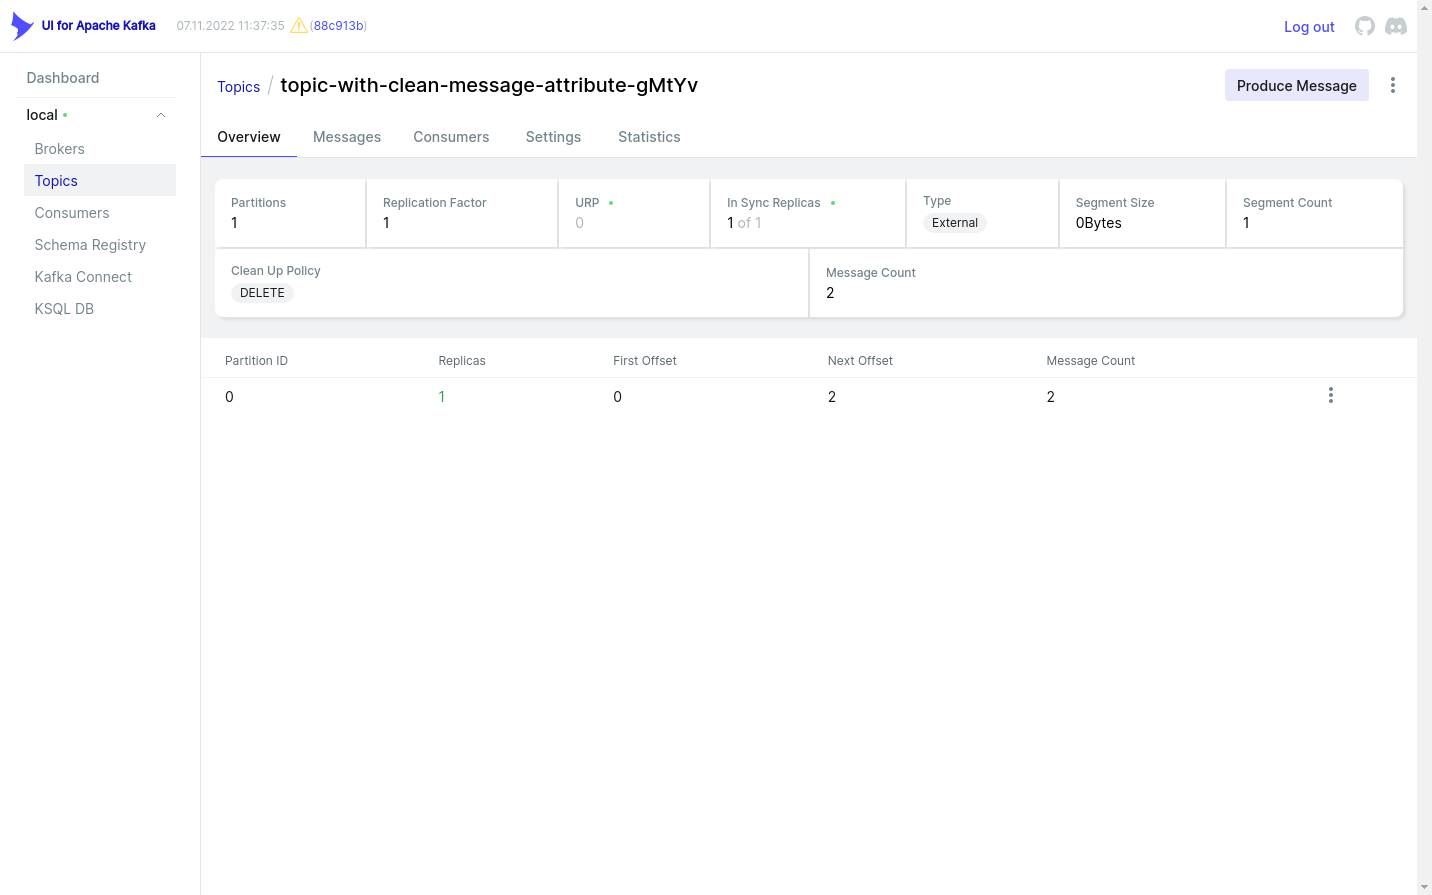 UI for Apache Kafka 07.11.2022 11:37:35 (88c913b) Log out
Dashboard
local
Brokers
Topics
Consumers
Schema Registry
Kafka Connect
KSQL DB
Topics / topic-with-clean-message-attribute-gMtYv Produce Message
Overview Messages Consumers Settings Statistics
Partitions Replication Factor URP In Sync Replicas Type Segment Size Segment Count
1 1 0 1 of 1 External 0Bytes 1
Clean Up Policy Message Count
DELETE 2
Partition ID Replicas First Offset Next Offset Message Count
0 1 0 2 2